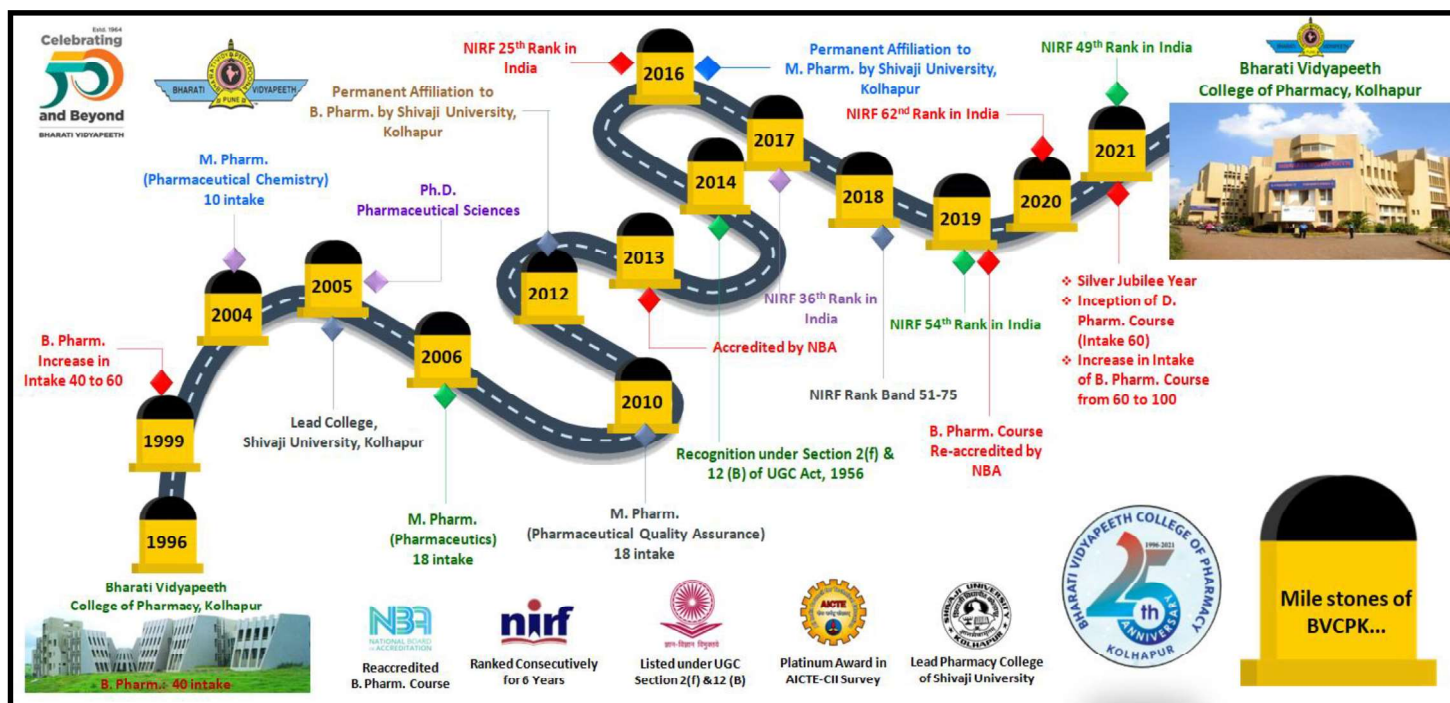 Estd. 1964
Celebrating
50
and Beyond
BHARATI VIDYAPEETH
BHARATI VIDYAPEETH
PUNE
NIRF 25th Rank in
India
2016
Permanent Affiliation to
M. Pharm. by Shivaji University,
Kolhapur
NIRF 49th Rank in India
Bharati Vidyapeeth
College of Pharmacy, Kolhapur
Permanent Affiliation to
B. Pharm. by Shivaji University,
Kolhapur
2017
NIRF 62nd Rank in India
2021
M. Pharm.
(Pharmaceutical Chemistry)
10 intake
Ph.D.
Pharmaceutical Sciences
2014
2018
2019
2020
2004
2005
2012
2013
NIRF 36th Rank in
India
NIRF 54th Rank in India
❖ Silver Jubilee Year
❖ Inception of D.
Pharm. Course
(Intake 60)
❖ Increase in Intake
of B. Pharm. Course
from 60 to 100
B. Pharm.
Increase in
Intake 40 to 60
2006
Accredited by NBA
NIRF Rank Band 51-75
1999
Lead College,
Shivaji University, Kolhapur
2010
Recognition under Section 2(f) &
12 (B) of UGC Act, 1956
B. Pharm. Course
Re-accredited by
NBA
1996
M. Pharm.
(Pharmaceutics)
18 intake
M. Pharm.
(Pharmaceutical Quality Assurance)
18 intake
Bharati Vidyapeeth
College of Pharmacy, Kolhapur
B. Pharm.: 40 intake
NBA
NATIONAL BOARD
of ACCREDITATION
Reaccredited
B. Pharm. Course
nirf
Ranked Consecutively
for 6 Years
ज्ञान-विज्ञान विमुक्तये
Listed under UGC
Section 2(f) &12 (B)
AICTE
Platinum Award in
AICTE-CII Survey
SHIVAJI UNIVERSITY
KOLHAPUR
Lead Pharmacy College
of Shivaji University
BHARATI VIDYAPEETH COLLEGE OF PHARMACY
1996-2021
25th
ANNIVERSARY
KOLHAPUR
Mile stones of
BVCPK...